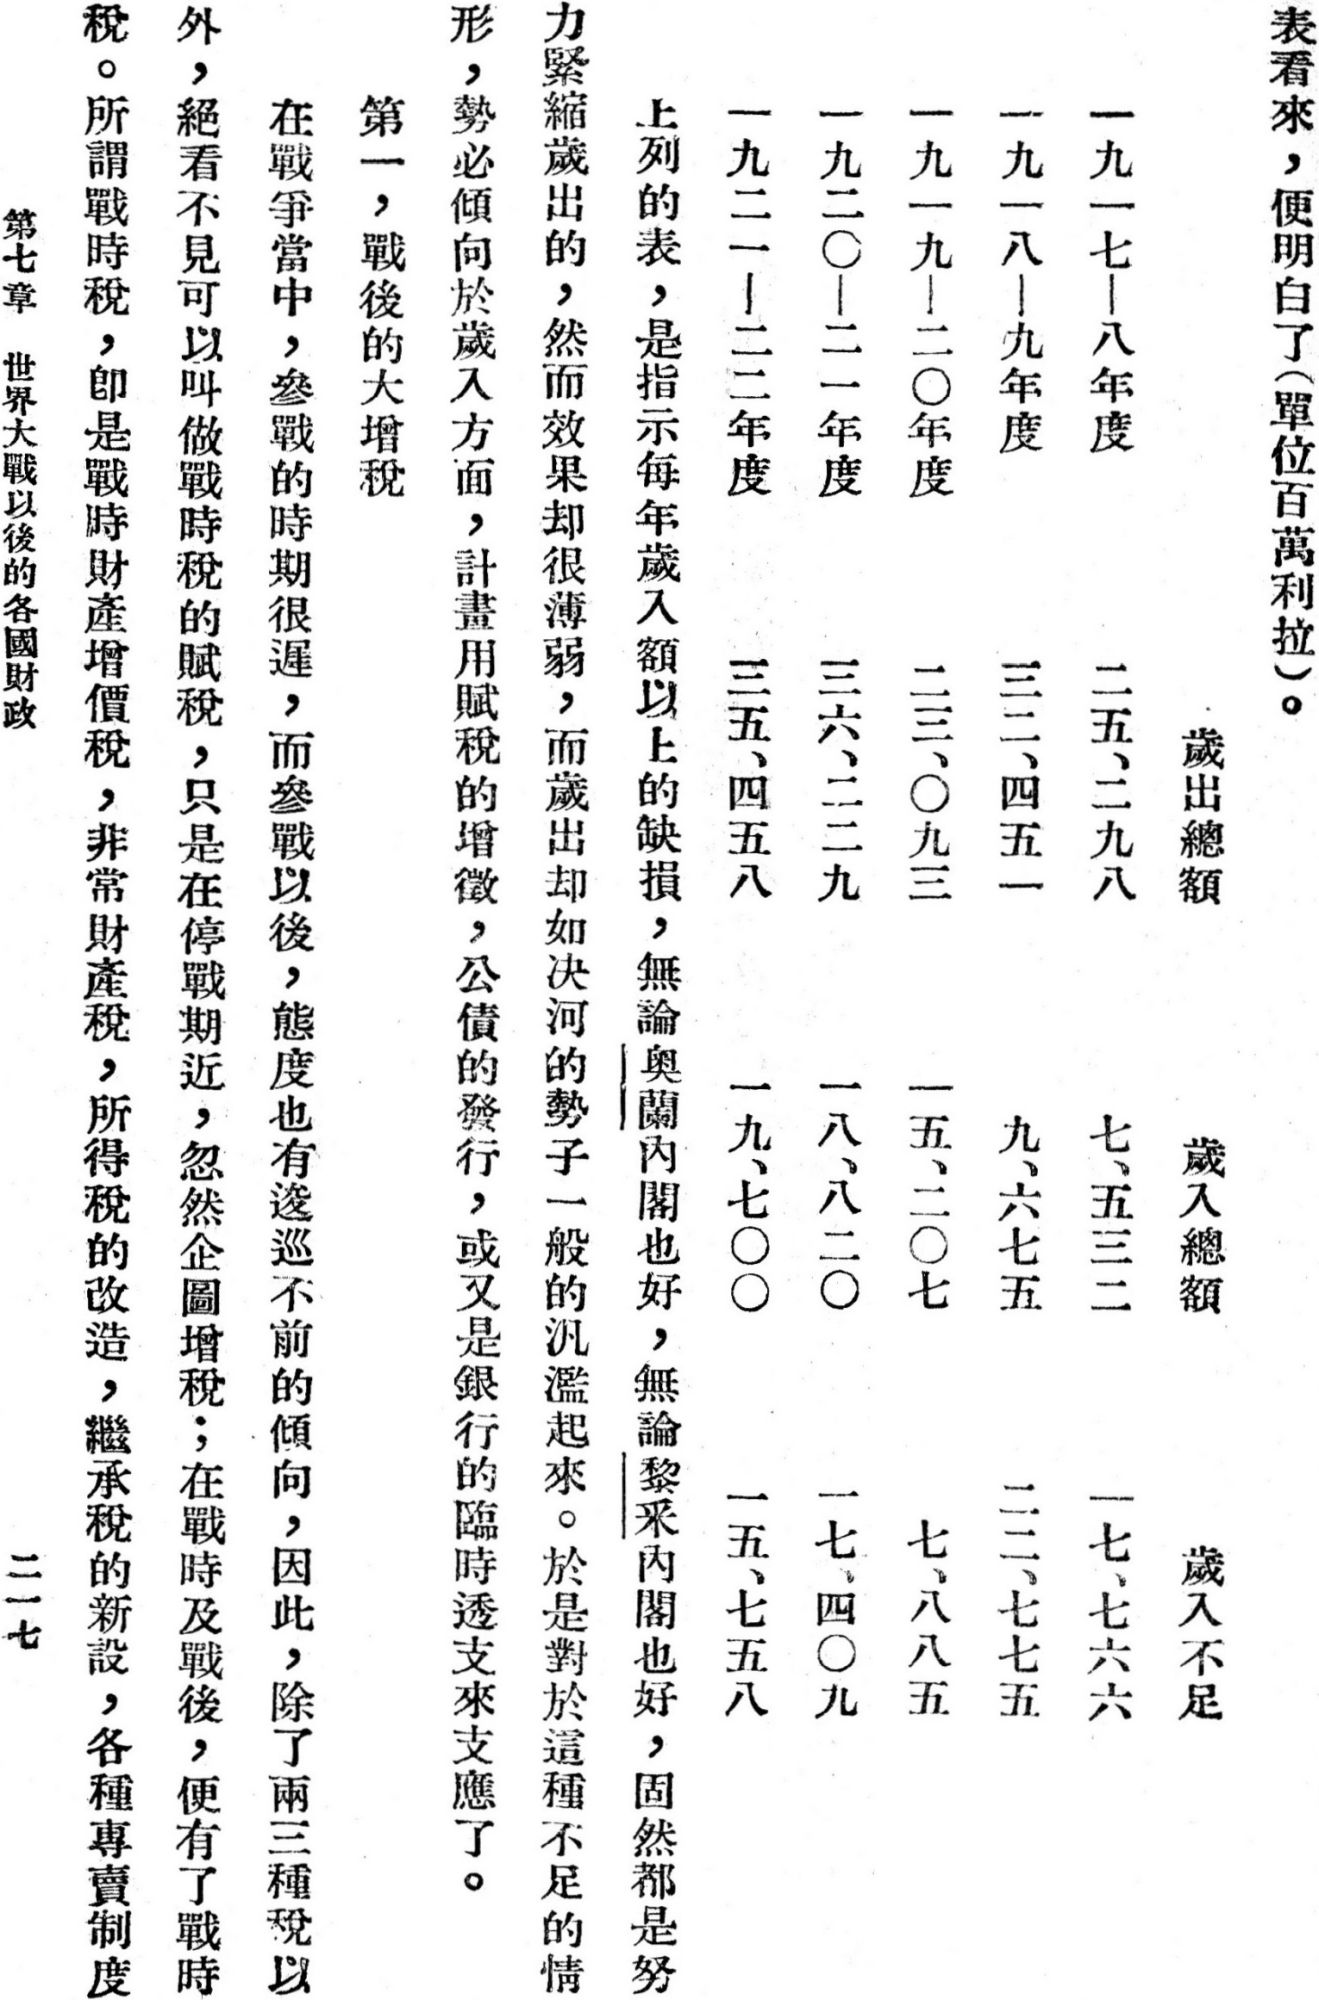 表看來，便明白了（單位百萬利拉）。
歲出總額　歲入總額　歲入不足
一九一七—八年度　二五、二九八　七、五三二　一七、七六六
一九一八—九年度　三二、四五一　九、六七五　二二、七七五
一九一九—二〇年度　二三、〇九三　一五、二〇七　七、八八五
一九二〇—二一年度　三六、二二九　一八、八二〇　一七、四〇九
一九二一—二二年度　三五、四五八　一九、七〇〇　一五、七五八
上列的表，是指示每年歲入額以上的缺損，無論奥蘭內閣也好，無論黎釆內閣也好，固然都是努
力緊縮歲出的，然而效果却很薄弱，而歲出却如决河的勢子一般的汎濫起來。於是對於這種不足的情
形，勢必傾向於歲入方面，計畫用賦稅的增徵，公債的發行，或又是銀行的臨時透支來支應了。
第一，戰後的大增稅
在戰爭當中，參戰的時期很遲，而參戰以後，態度也有逡巡不前的傾向，因此，除了兩三種稅以
外，絕看不見可以叫做戰時稅的賦稅，只是在停戰期近，忽然企圖增稅；在戰時及戰後，便有了戰時
稅。所謂戰時稅，卽是戰時財產增價稅，非常財產稅，所得稅的改造，繼承稅的新設，各種專賣制度
第七章　世界大戰以後的各國財政
二一七